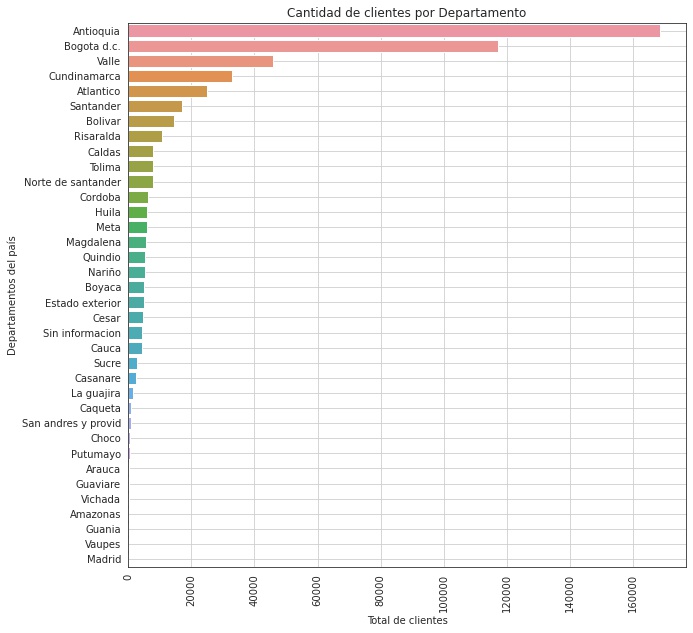 Cantidad de clientes por Departamento
Antioquia
Bogota d.c.
Valle
Cundinamarca
Atlantico
Santander
Bolivar
Risaralda
Caldas
Tolima
Norte de santander
Cordoba
Huila
Meta
Magdalena
Quindio
Nariño
Boyaca
Estado exterior
Cesar
Sin informacion
Cauca
Sucre
Casanare
La guajira
Caqueta
San andres y provid
Choco
Putumayo
Arauca
Guaviare
Vichada
Amazonas
Guania
Vaupes
Madrid
Departamentos del país
0
20000
40000
60000
80000
100000
120000
140000
160000
Total de clientes